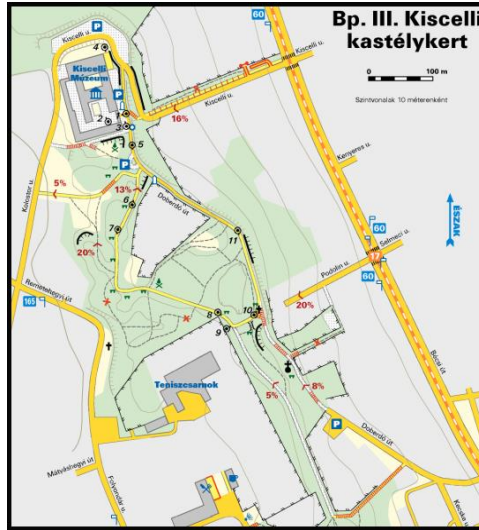 Bp. III. Kiscelli
kastélykert
0 100 m
Szintvonalak 10 méterenként
60
Kiscelli u.
P
4
Kiscelli
Múzeum
P
Kiscelli u.
Kiscelli u.
16%
1
2
3
5
P
Kenyeres u.
5%
13%
Kolostor u.
6
Doberdó út
7
11
ÉSZAK
20%
60
Selmeci u.
17
Podolin u.
60
Remetehegyi út
165
20%
8
10
9
Bécsi út
Teniszcsarnok
5%
8%
P
Doberdó út
Mátyáshegyi út
Folyondár u.
Kecske u.